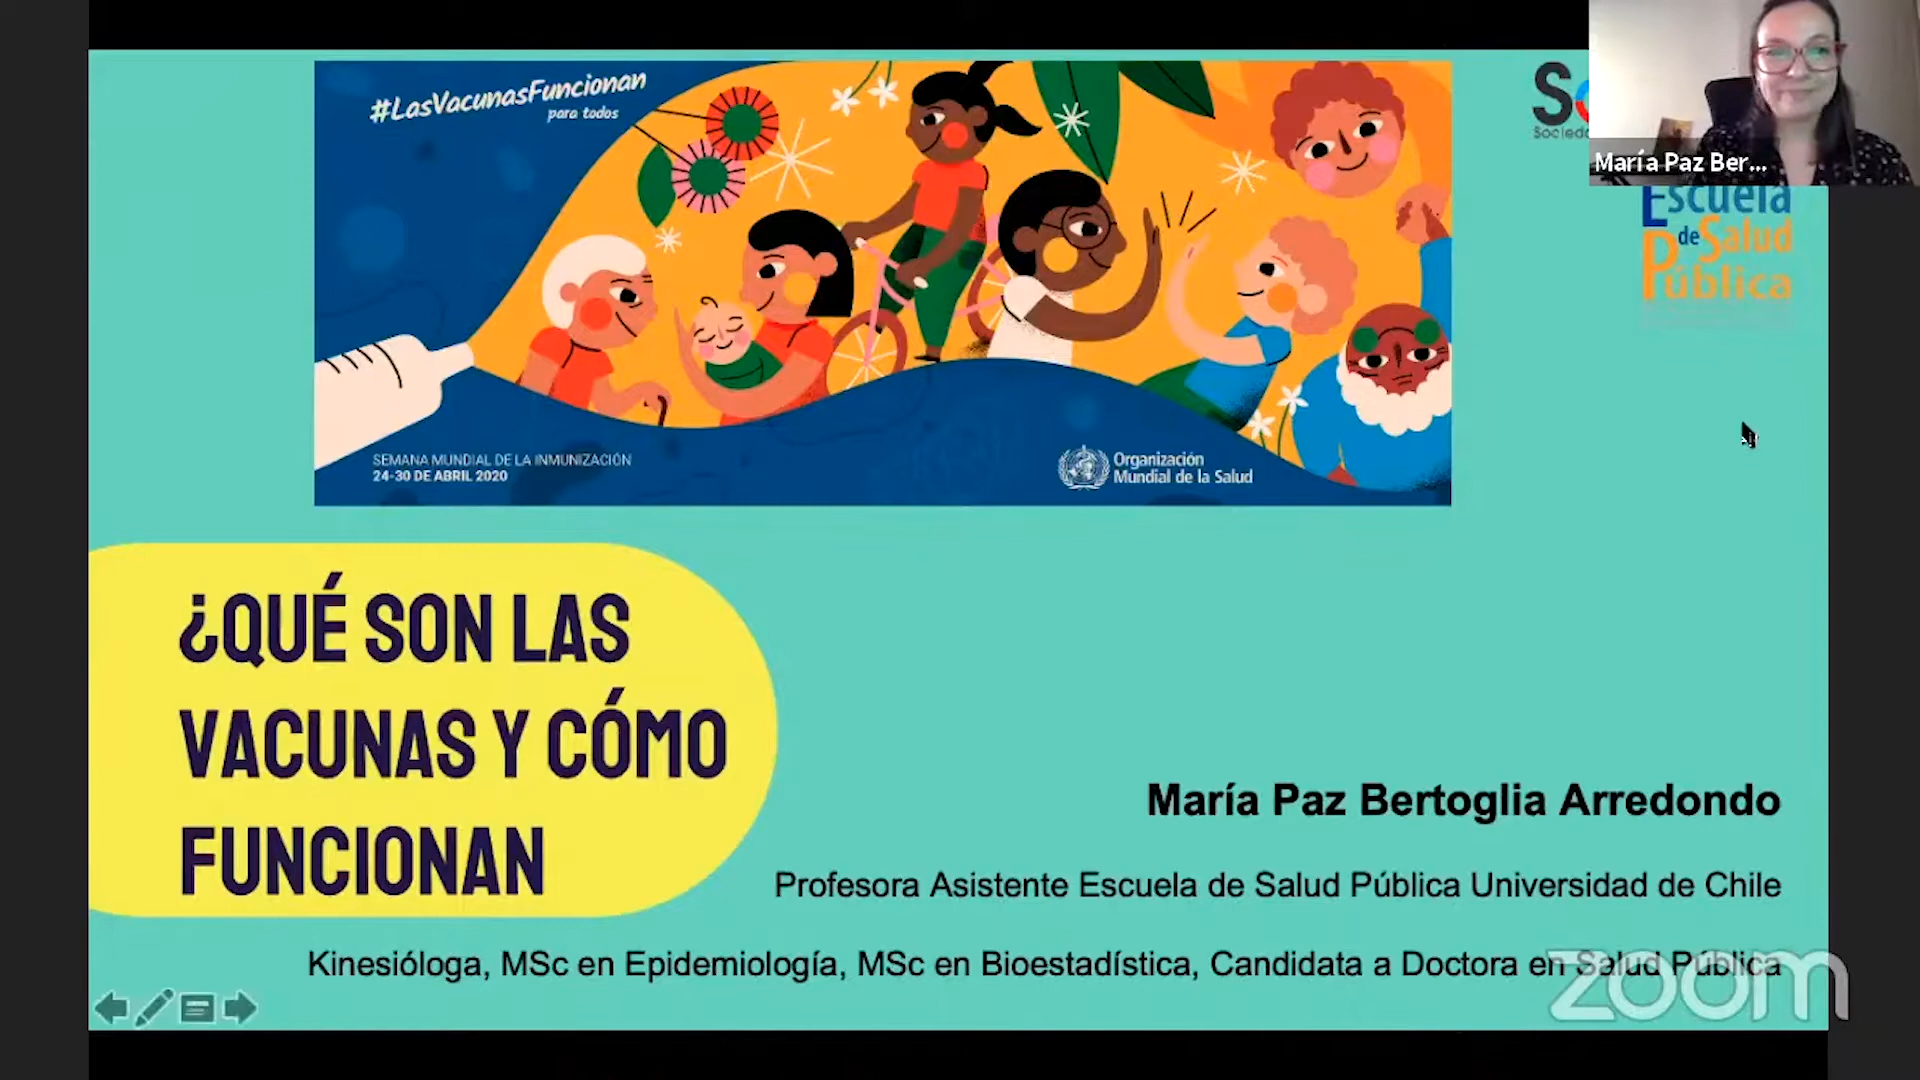 #LasVacunasFuncionan
para todos
SEMANA MUNDIAL DE LA INMUNIZACIÓN
24-30 DE ABRIL 2020
Organización
Mundial de la Salud
María Paz Ber...
Escuela
de Salud
Pública
¿QUÉ SON LAS
VACUNAS Y CÓMO
FUNCIONAN
María Paz Bertoglia Arredondo
Profesora Asistente Escuela de Salud Pública Universidad de Chile
Kinesióloga, MSc en Epidemiología, MSc en Bioestadística, Candidata a Doctora en Salud Pública
zoom